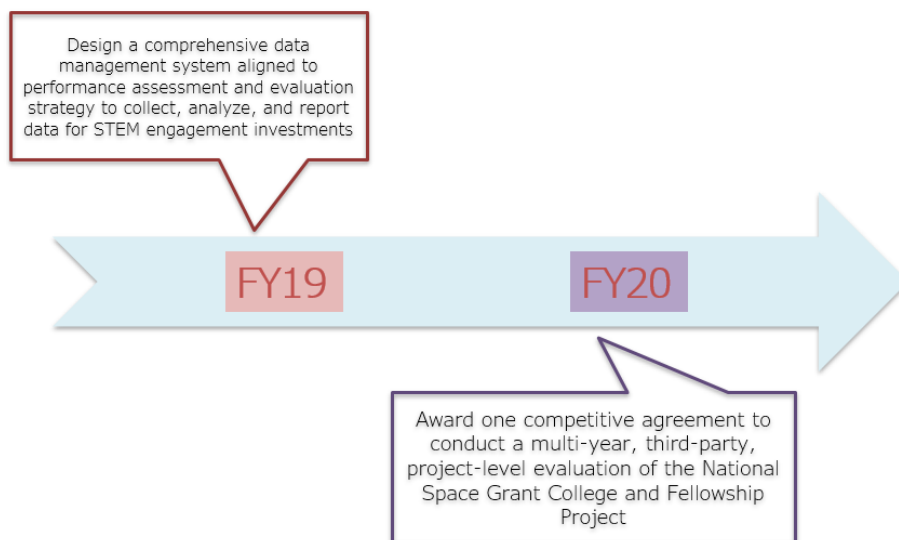 Design a comprehensive data
management system aligned to
performance assessment and evaluation
strategy to collect, analyze, and report
data for STEM engagement investments
FY19
FY20
Award one competitive agreement to
conduct a multi-year, third-party,
project-level evaluation of the National
Space Grant College and Fellowship
Project